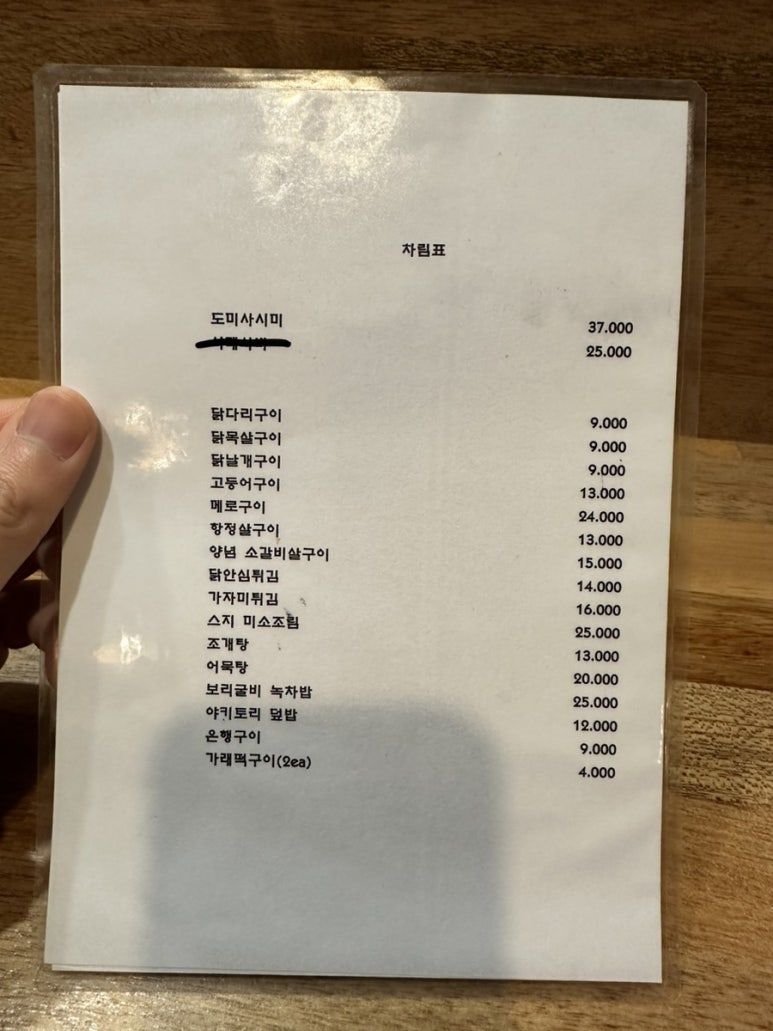 차림표
도미사시미 37.000
25.000
닭다리구이 9.000
닭목살구이 9.000
닭날개구이 9.000
고등어구이 13.000
메로구이 24.000
항정살구이 13.000
양념 소갈비살구이 15.000
닭안심튀김 14.000
가자미튀김 16.000
스지 미소조림 25.000
조개탕 13.000
어묵탕 20.000
보리굴비 녹차밥 25.000
야키토리 덮밥 12.000
은행구이 9.000
가래떡구이(2ea) 4.000